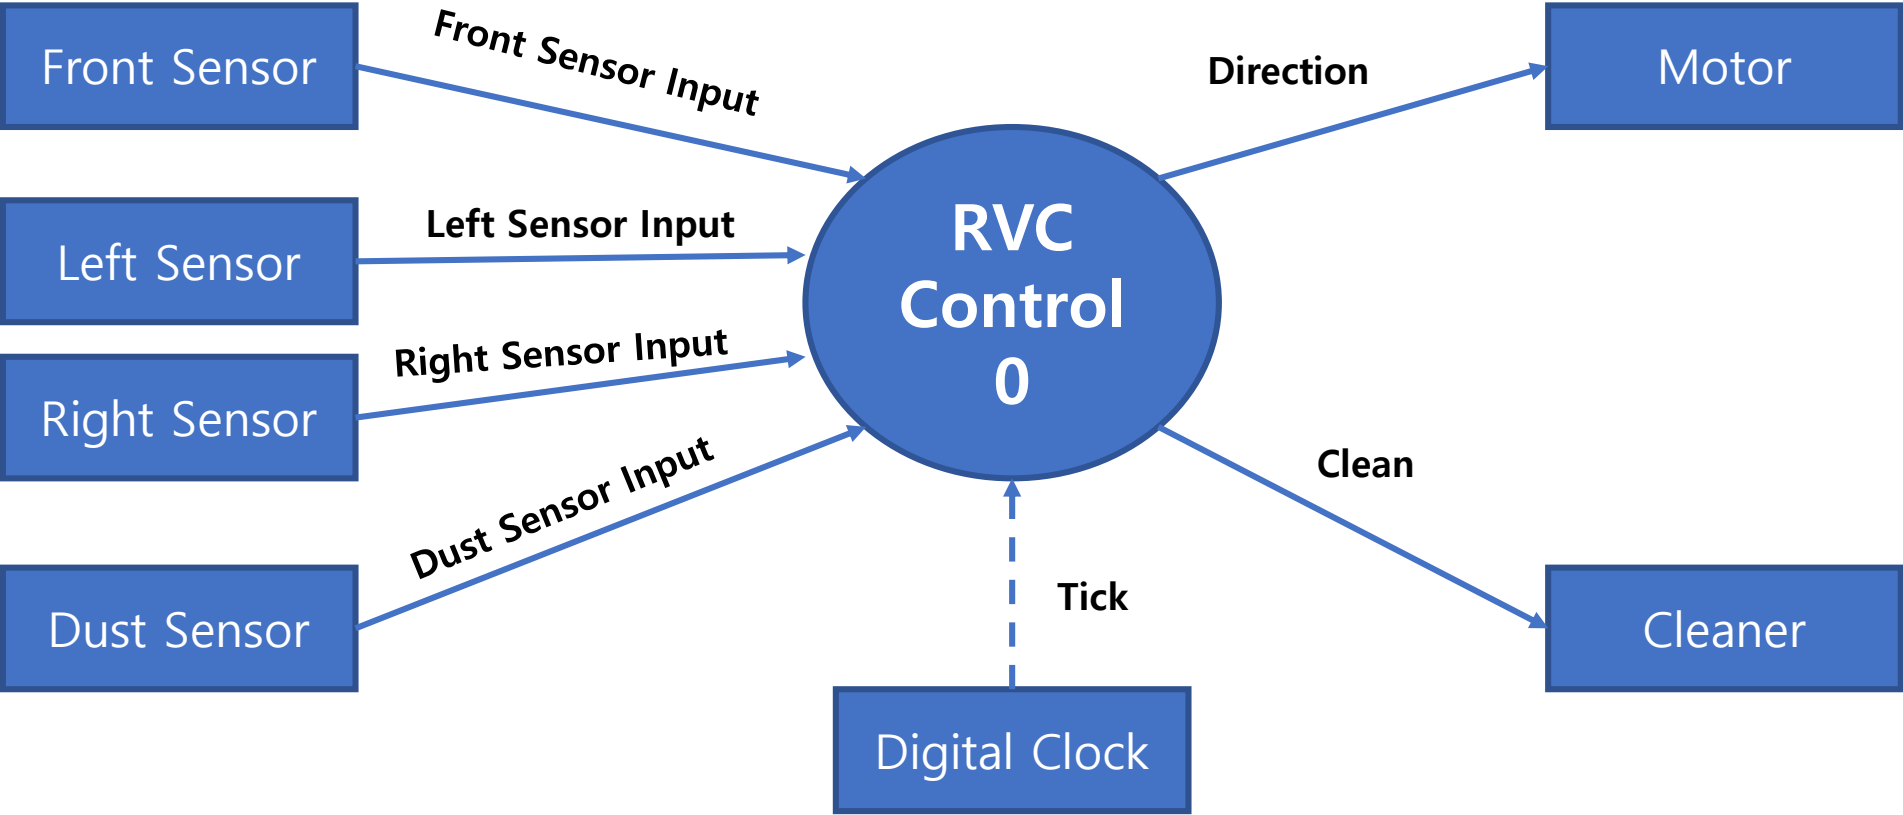 Front Sensor
Front Sensor Input
Direction
Motor
Left Sensor
Left Sensor Input
RVC
Control
0
Right Sensor
Right Sensor Input
Dust Sensor
Dust Sensor Input
Clean
Cleaner
Tick
Digital Clock